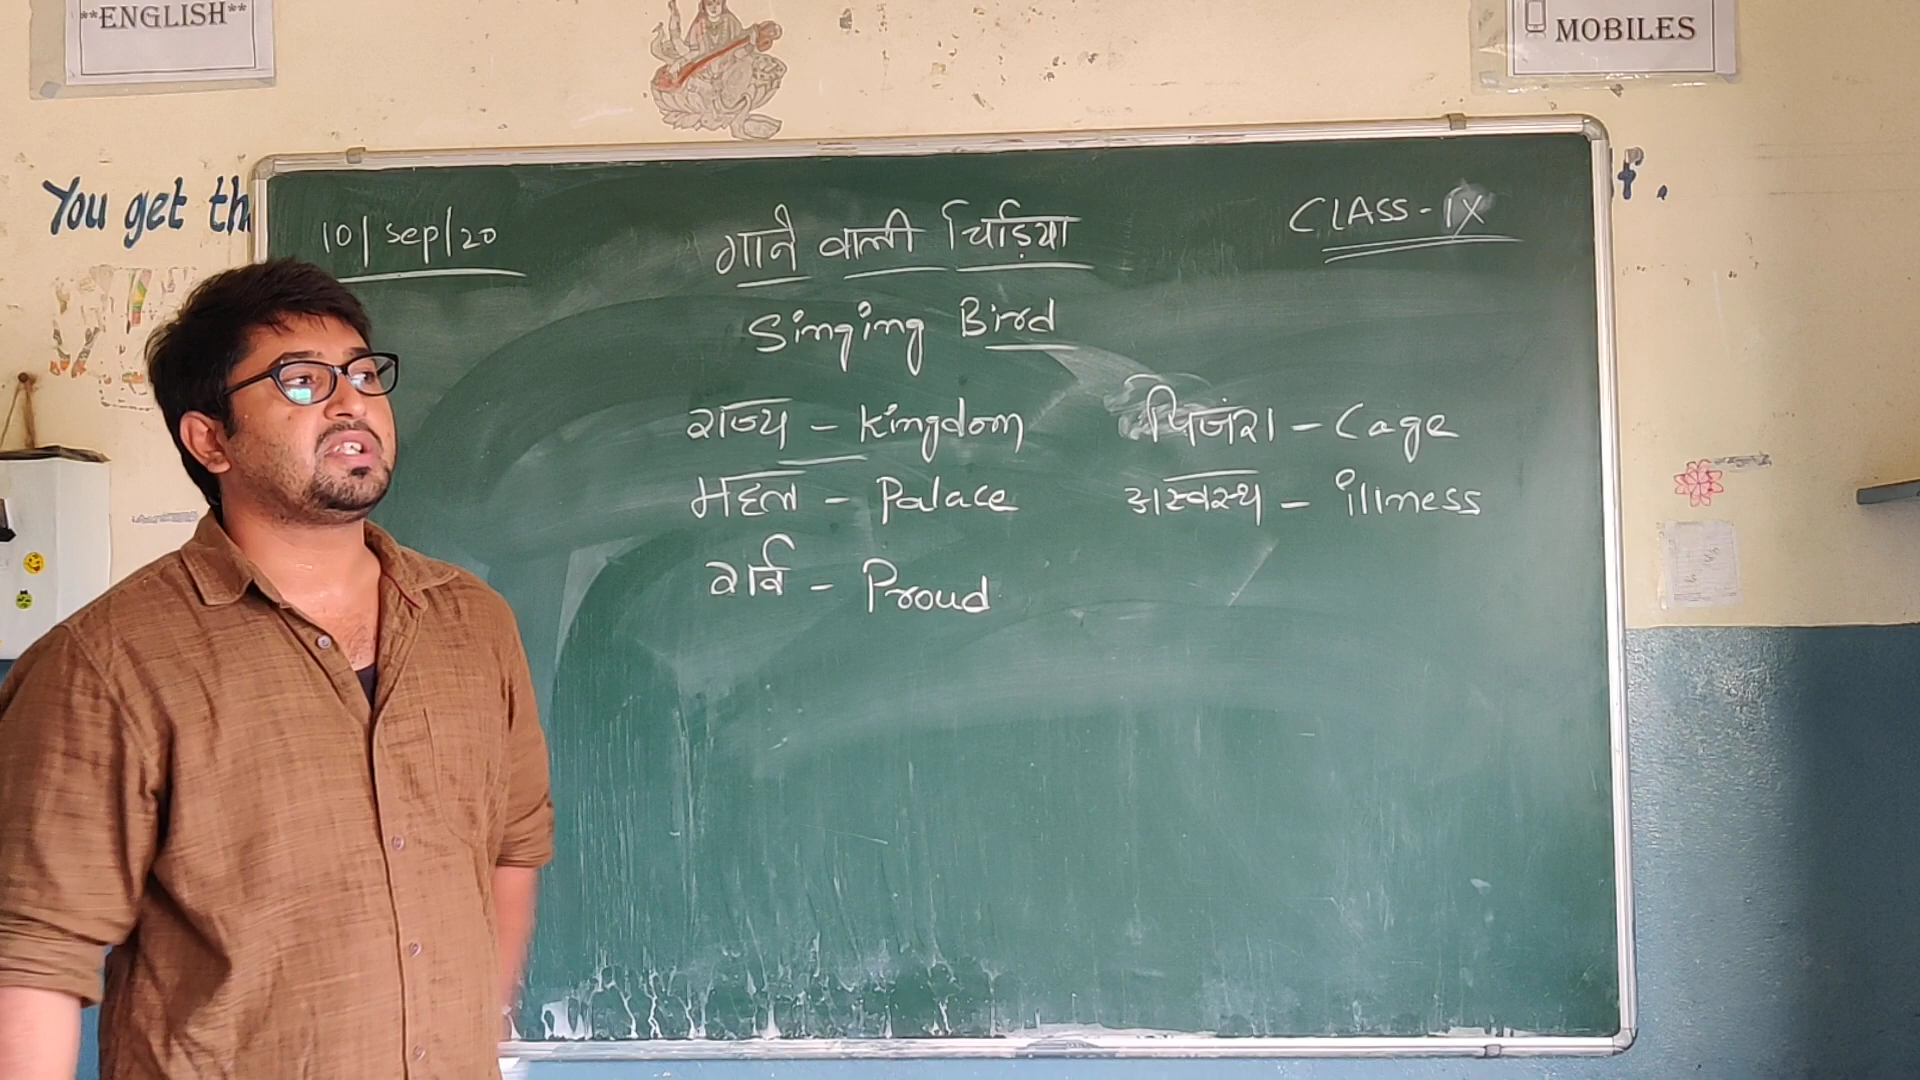 **ENGLISH**
MOBILES
You get th
f.
10/Sep/20
गाने वाली चिड़िया
CLASS-IX
Singing Bird
राज्य - Kingdom
पिजंरा - Cage
महल - Palace
अस्वस्थ - illness
गर्व - Proud